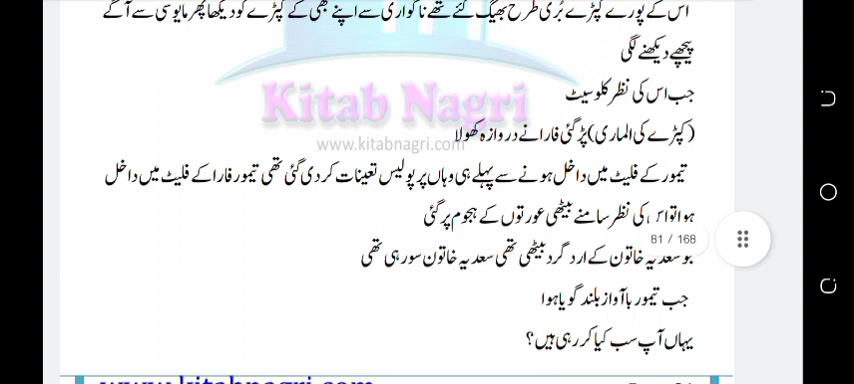 اس کے پورے کپڑے بُری طرح بھیگ گئے تھے ناگواری سے اپنے بھی گے کپڑے کو دیکھا پھر مایوسی سے آگے
پیچھے دیکھنے لگی
جب اس کی نظر کلوسیٹ
Kitab Nagri
(کپڑے کی الماری) پڑ گئی فارا نے دروازہ کھولا
www.kitabnagri.com
تیمور کے فلیٹ میں داخل ہونے سے پہلے ہی وہاں پر پولیس تعینات کر دی گئی تھی تیمور فارا کے فلیٹ میں داخل
ہوا تو اس کی نظر سامنے بیٹھی عورتوں کے ہجوم پر گئی
81 / 168
جو سعدیہ خاتون کے ارد گرد بیٹھی تھی سعدیہ خاتون سو رہی تھی
جب تیمور باآواز بلند گویا ہوا
یہاں آپ سب کیا کر رہی ہیں؟
www.kitabnagri.com